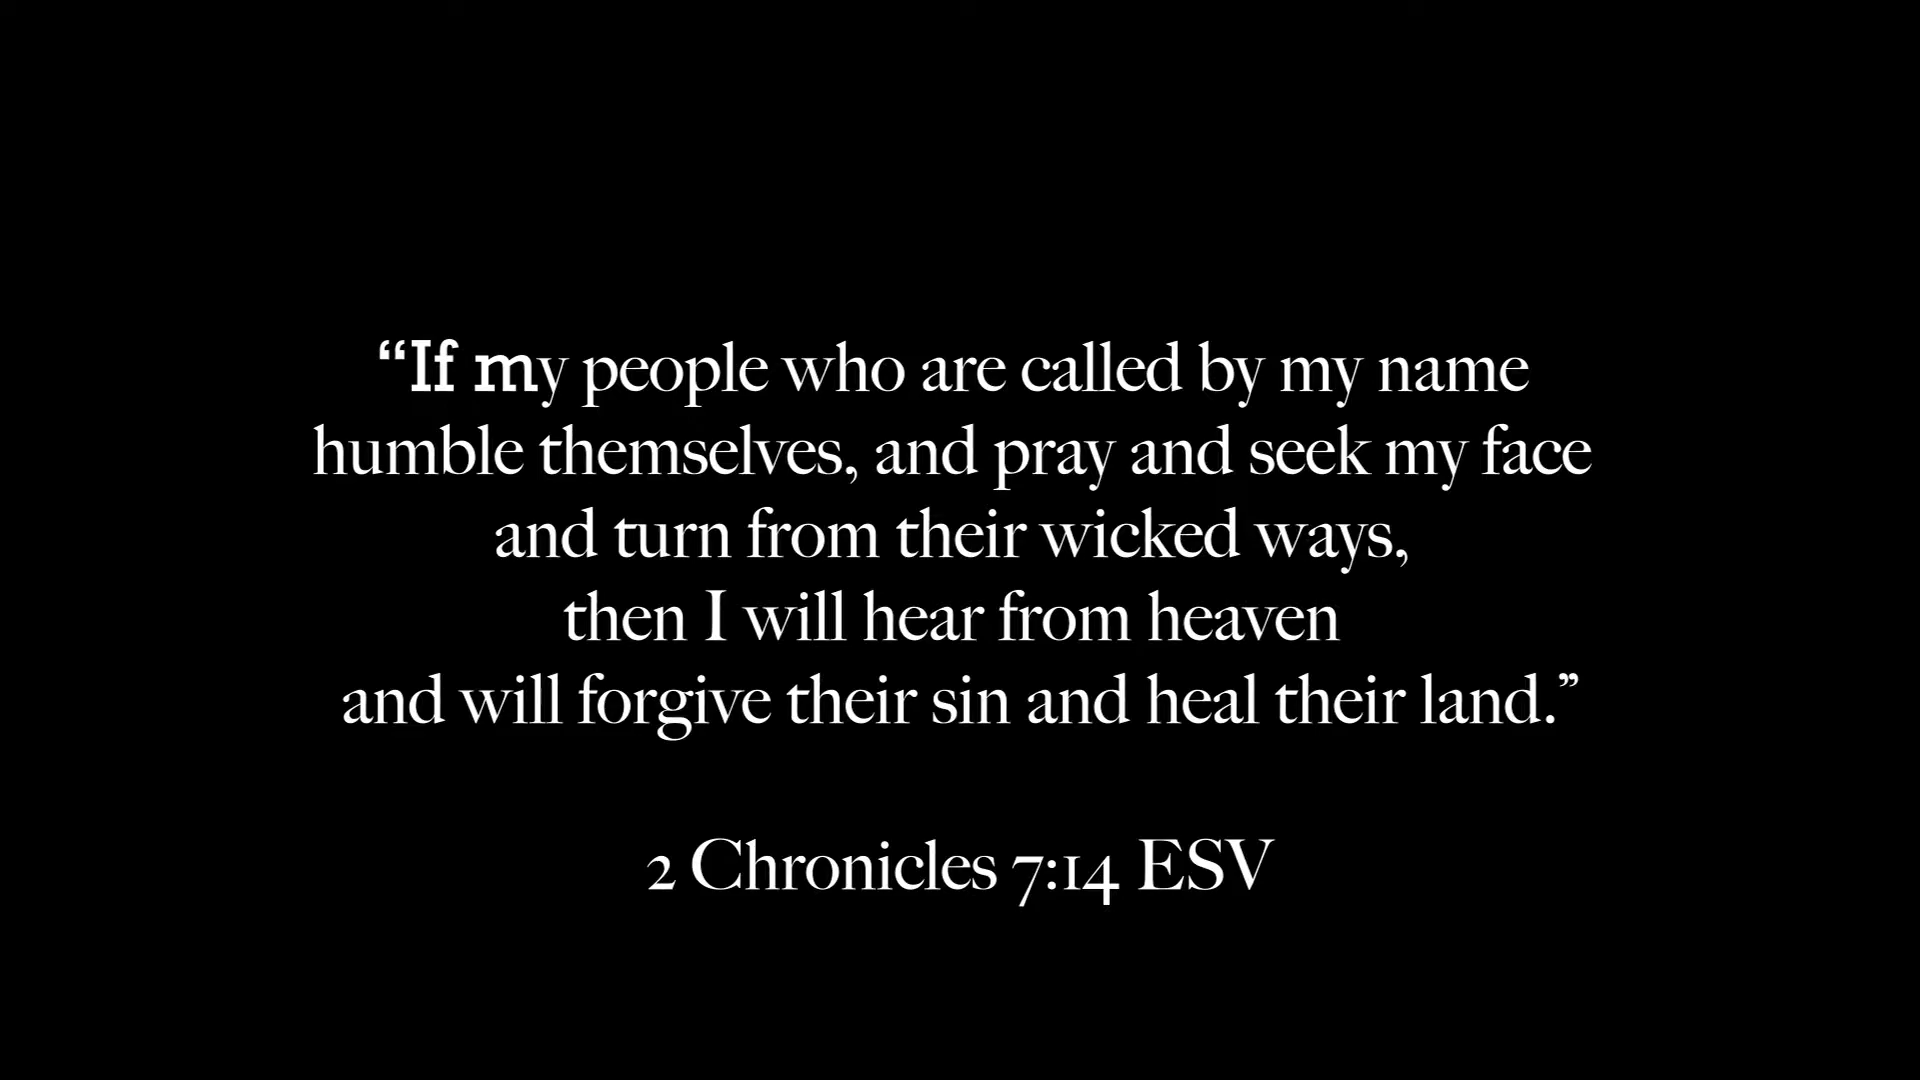 “If my people who are called by my name
humble themselves, and pray and seek my face
and turn from their wicked ways,
then I will hear from heaven
and will forgive their sin and heal their land.”
2 Chronicles 7:14 ESV